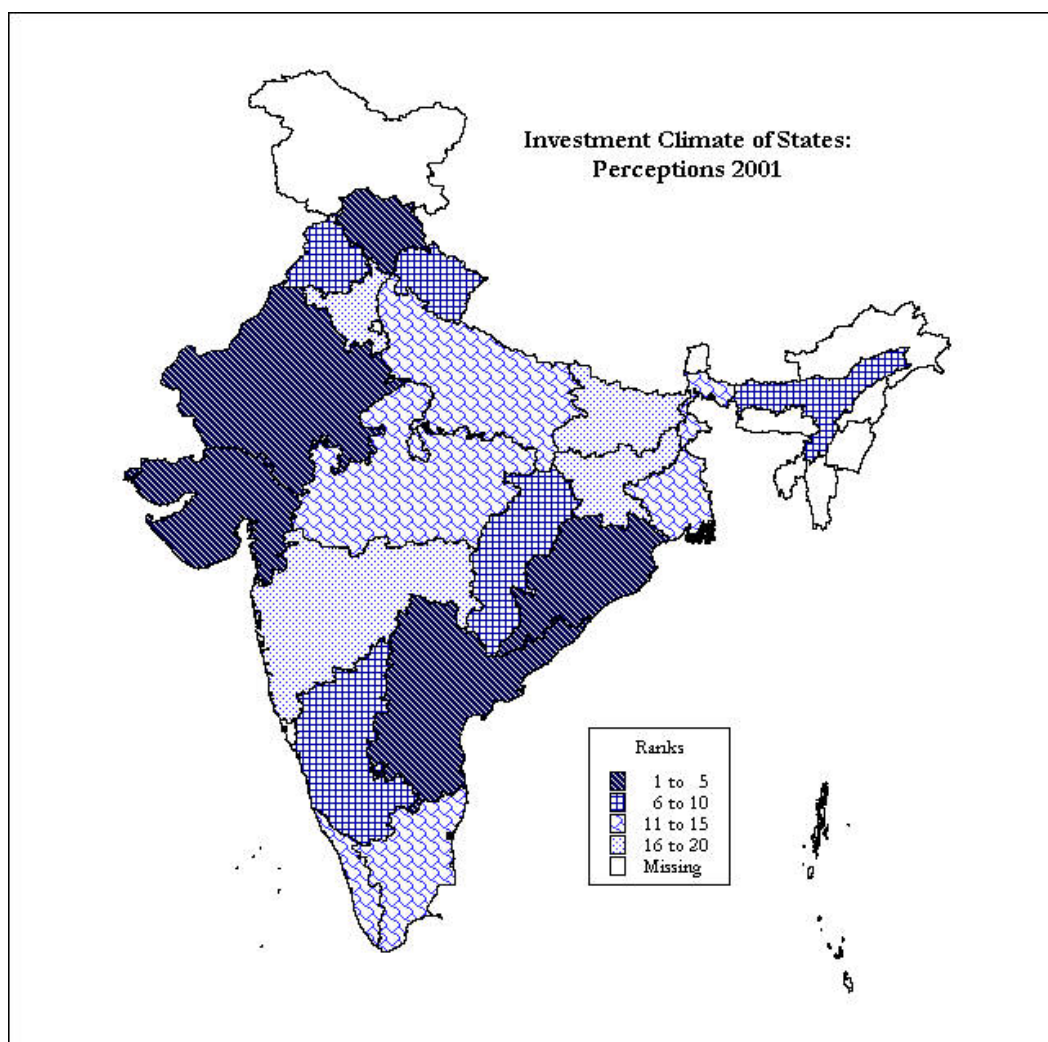 Investment Climate of States:
Perceptions 2001
Ranks
1 to 5
6 to 10
11 to 15
16 to 20
Missing